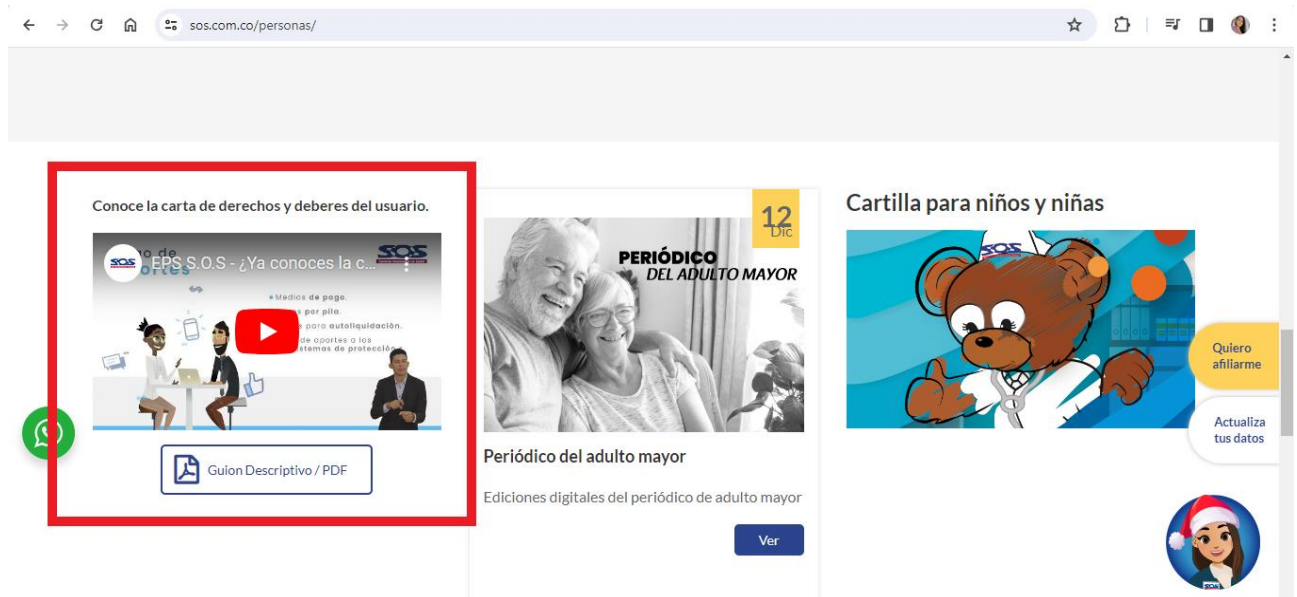 sos.com.co/personas/
Conoce la carta de derechos y deberes del usuario.
SOS
EPS S.O.S - ¿Ya conoces la c...
SOS
Medios de pago.
por pila.
para autoliquidación.
de aportes a los
stemas de protección
Guion Descriptivo / PDF
12
Dic
PERIÓDICO
DEL ADULTO MAYOR
Periódico del adulto mayor
Ediciones digitales del periódico de adulto mayor
Ver
Cartilla para niños y niñas
SOS
Quiero
afiliarme
Actualiza
tus datos
SOS